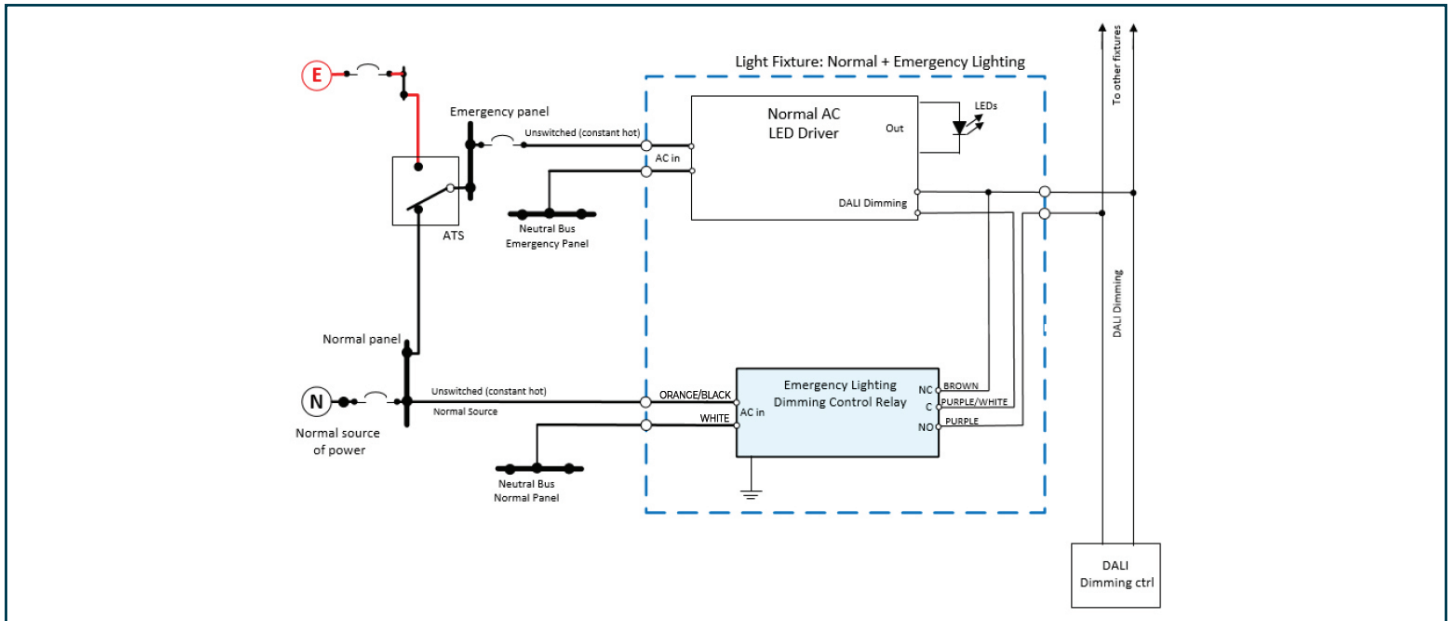 Light Fixture: Normal + Emergency Lighting
To other fixtures
E
Emergency panel
Unswitched (constant hot)
AC in
Normal AC
LED Driver
Out
LEDs
DALI Dimming
ATS
Neutral Bus
Emergency Panel
DALI Dimming
Normal panel
N
Normal source
of power
Unswitched (constant hot)
Normal Source
ORANGE/BLACK
WHITE
AC in
Emergency Lighting
Dimming Control Relay
NC
BROWN
C
PURPLE/WHITE
NO
PURPLE
Neutral Bus
Normal Panel
DALI
Dimming ctrl